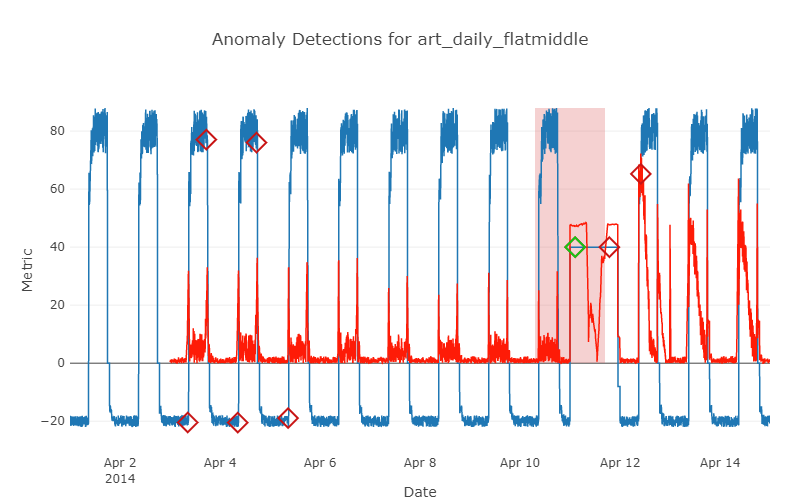 Anomaly Detections for art_daily_flatmiddle
80
60
40
20
0
−20
Metric
Apr 2
2014
Apr 4
Apr 6
Apr 8
Apr 10
Apr 12
Apr 14
Date